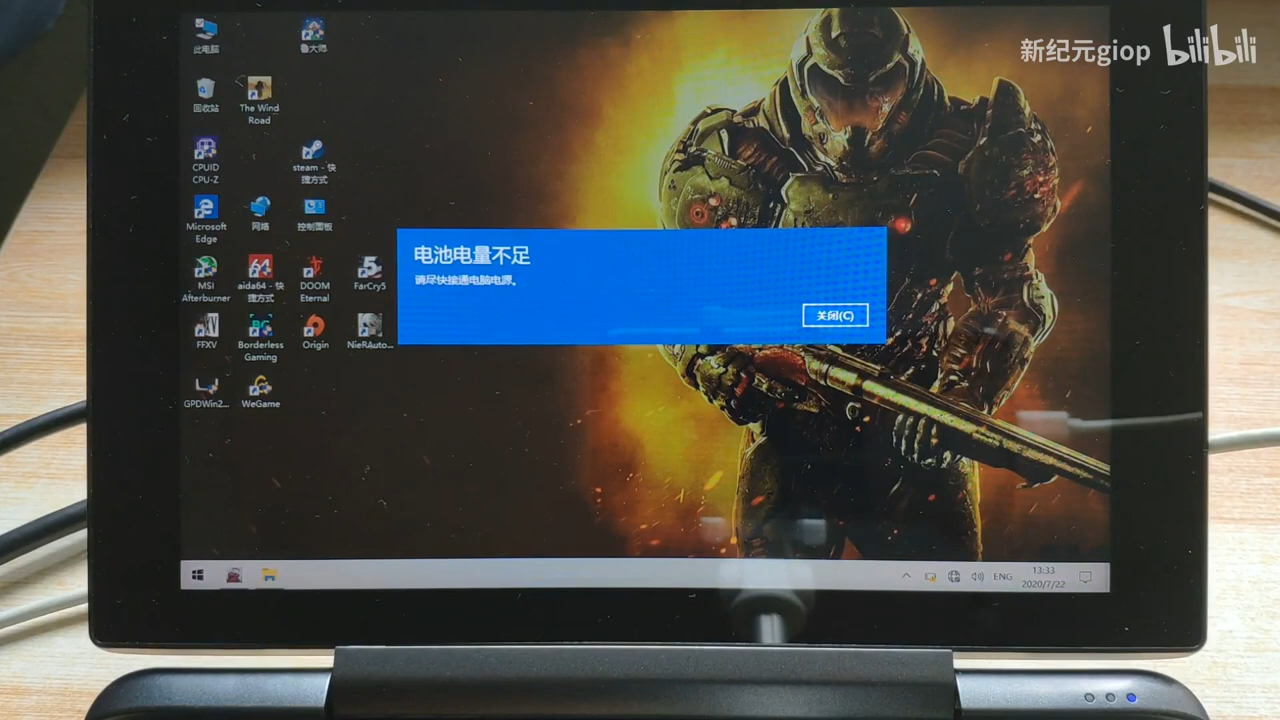 新纪元giop bilibili
此电脑
鲁大师
回收站
The Wind
Road
CPUID
CPU-Z
steam - 快
捷方式
Microsoft
Edge
网络
控制面板
MSI
Afterburner
aida64 - 快
捷方式
DOOM
Eternal
FarCry5
FFXV
Borderless
Gaming
Origin
NieRAuto...
GPDWin2...
WeGame
电池电量不足
请尽快接通电脑电源。
关闭(C)
ENG
13:33
2020/7/22